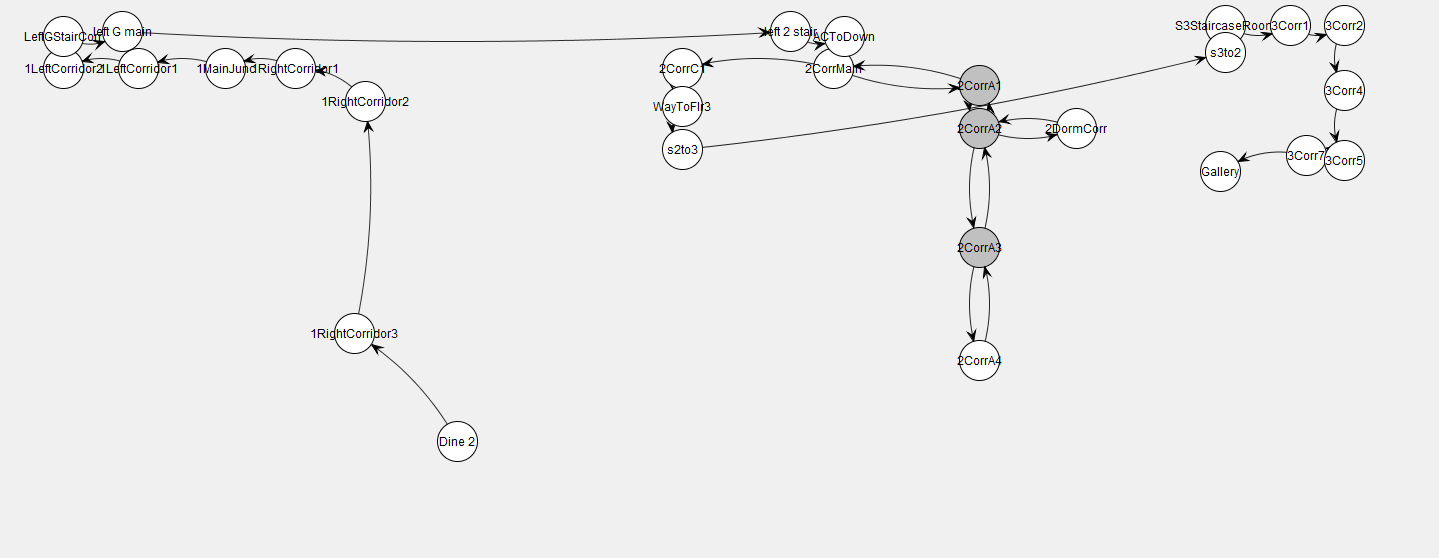 LeftGStairCorr
left G main
1LeftCorridor2
1LeftCorridor1
1MainJunc
1RightCorridor1
1RightCorridor2
1RightCorridor3
Dine 2
left 2 stair
ACToDown
2CorrC1
2CorrMain
WayToFlr3
s2to3
2CorrA1
2CorrA2
2DormCorr
2CorrA3
2CorrA4
S3StaircaseRoom
s3to2
3Corr1
3Corr2
3Corr4
3Corr7
3Corr5
Gallery